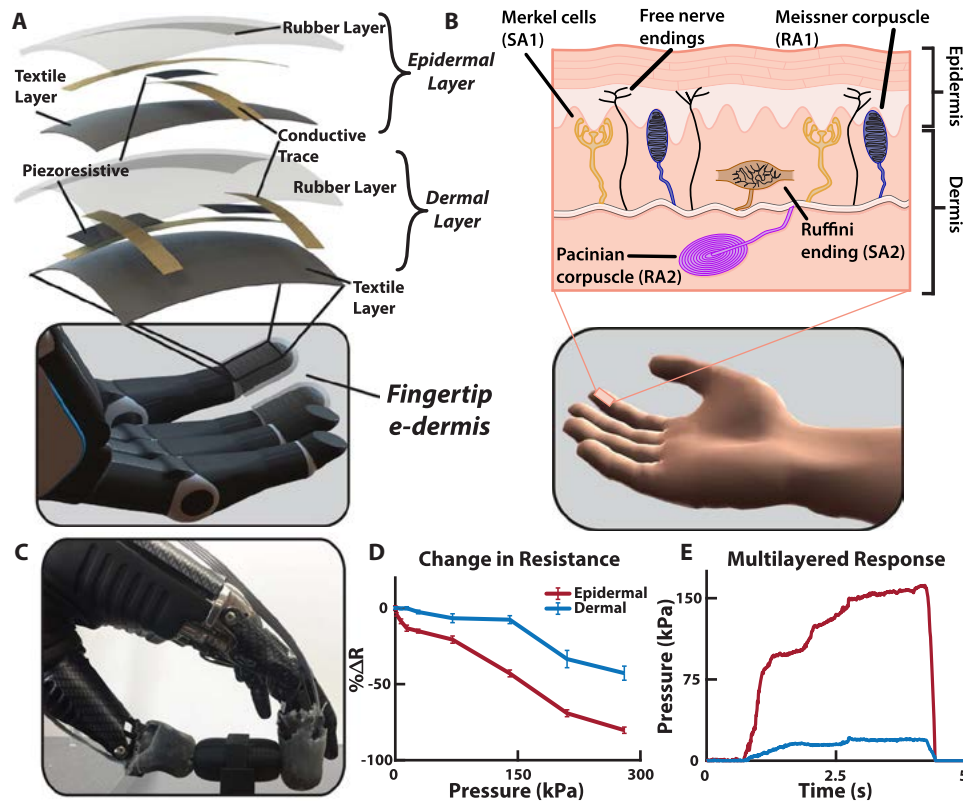 A
Rubber Layer
Epidermal
Layer
Textile
Layer
Conductive
Trace
Piezoresistive
Rubber Layer
Dermal
Layer
Textile
Layer
Fingertip
e-dermis
B
Merkel cells
(SA1)
Free nerve
endings
Meissner corpuscle
(RA1)
Epidermis
Dermis
Ruffini
ending (SA2)
Pacinian
corpuscle (RA2)
C
D
Change in Resistance
Epidermal
Dermal
%ΔR
0
-50
-100
0
150
300
Pressure (kPa)
E
Multilayered Response
Pressure (kPa)
150
75
0
0
2.5
5
Time (s)